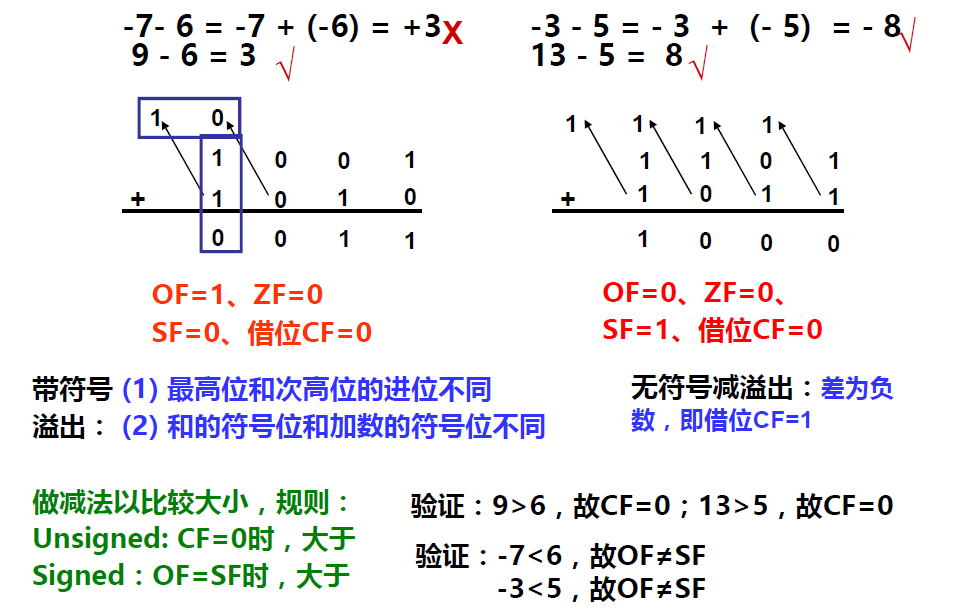 -7- 6 = -7 + (-6) = +3X
9 - 6 = 3 √
1 0
1 0 0 1
+ 1 0 1 0
0 0 1 1
OF=1、ZF=0
SF=0、借位CF=0
-3 - 5 = - 3 + (- 5) = - 8√
13 - 5 = 8√
1 1 1 1
1 1 0 1
+ 1 0 1 1
1 0 0 0
OF=0、ZF=0、
SF=1、借位CF=0
带符号 (1) 最高位和次高位的进位不同
溢出： (2) 和的符号位和加数的符号位不同
无符号减溢出：差为负
数，即借位CF=1
做减法以比较大小，规则：
Unsigned: CF=0时，大于
Signed：OF=SF时，大于
验证：9>6，故CF=0；13>5，故CF=0
验证：-7<6，故OF≠SF
-3<5，故OF≠SF